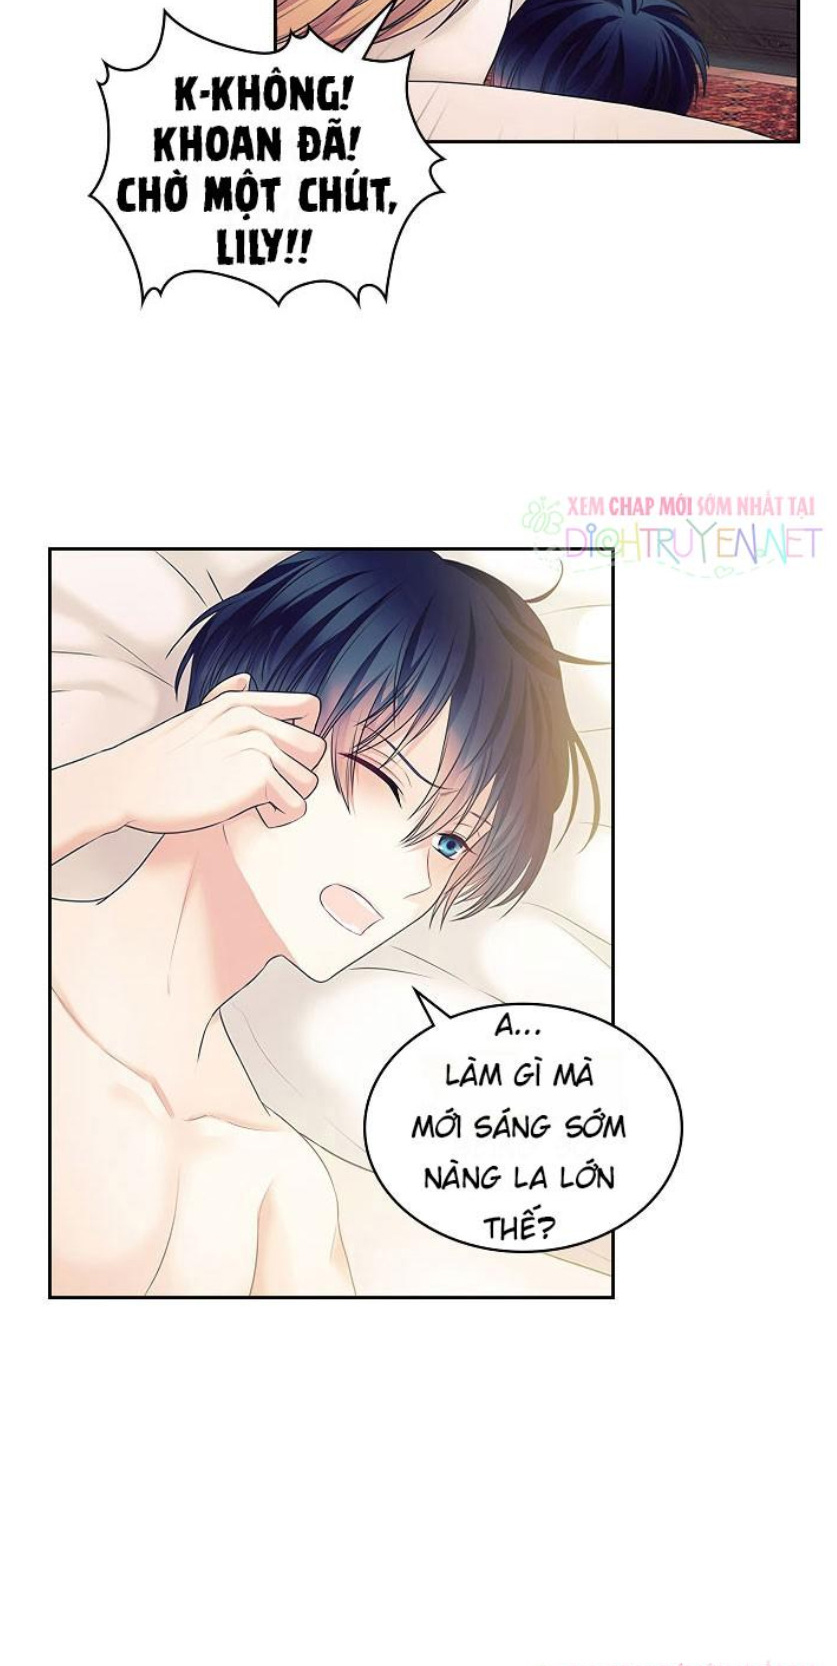 K-KHÔNG!
KHOAN ĐÃ!
CHỜ MỘT CHÚT,
LILY!!
XEM CHAP MỚI SỚM NHẤT TẠI
DICHTRUYEN.NET
A...
LÀM GÌ MÀ
MỚI SÁNG SỚM
NÀNG LA LỚN
THẾ?